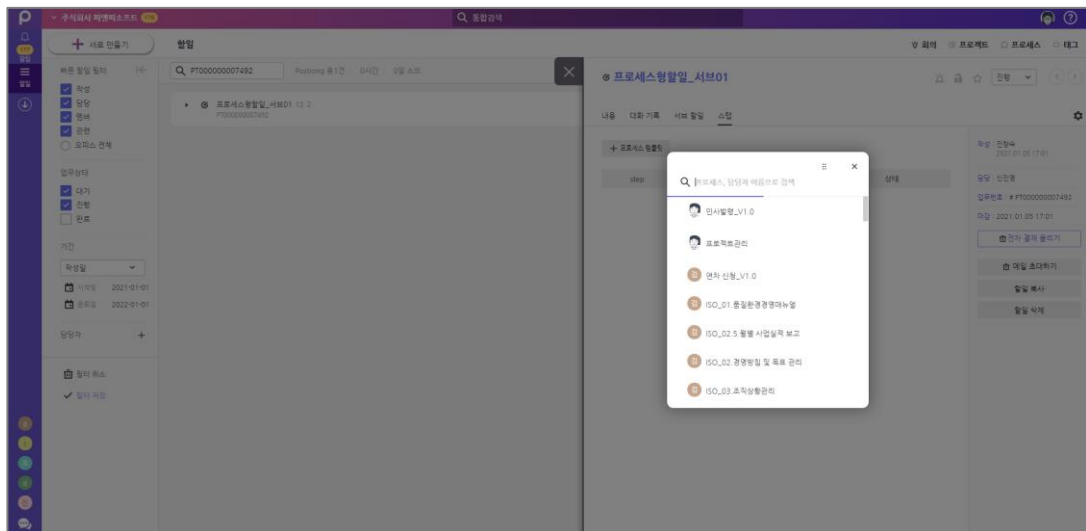 주식회사 피앤피소프트
통합검색
새로 만들기
할일
회의
프로젝트
프로세스
태그
빠른 할일 필터
작성
담당
멤버
관련
오피스 전체
업무상태
대기
진행
완료
기간
작성일
시작일 2021-01-01
종료일 2022-01-01
담당자
필터 취소
필터 저장
PT000000007492
총1건 0시간
프로세스형할일_서브01
PT000000007492
프로세스형할일_서브01
진행
내용 대화 기록 서브 할일 스텝
+ 프로세스 템플릿
step
상태
프로세스, 담당자 이름으로 검색
인사발령_V1.0
프로젝트관리
연차 신청_V1.0
ISO_01.품질환경경영매뉴얼
ISO_02.5.월별 사업실적 보고
ISO_02.경영방침 및 목표 관리
ISO_03.조직상황관리
작성 : 진창숙
2021.01.05 17:01
담당 : 신진영
업무번호 : # PT000000007492
마감 : 2021.01.05 17:01
전자 결재 올리기
메일 초대하기
할일 복사
할일 삭제